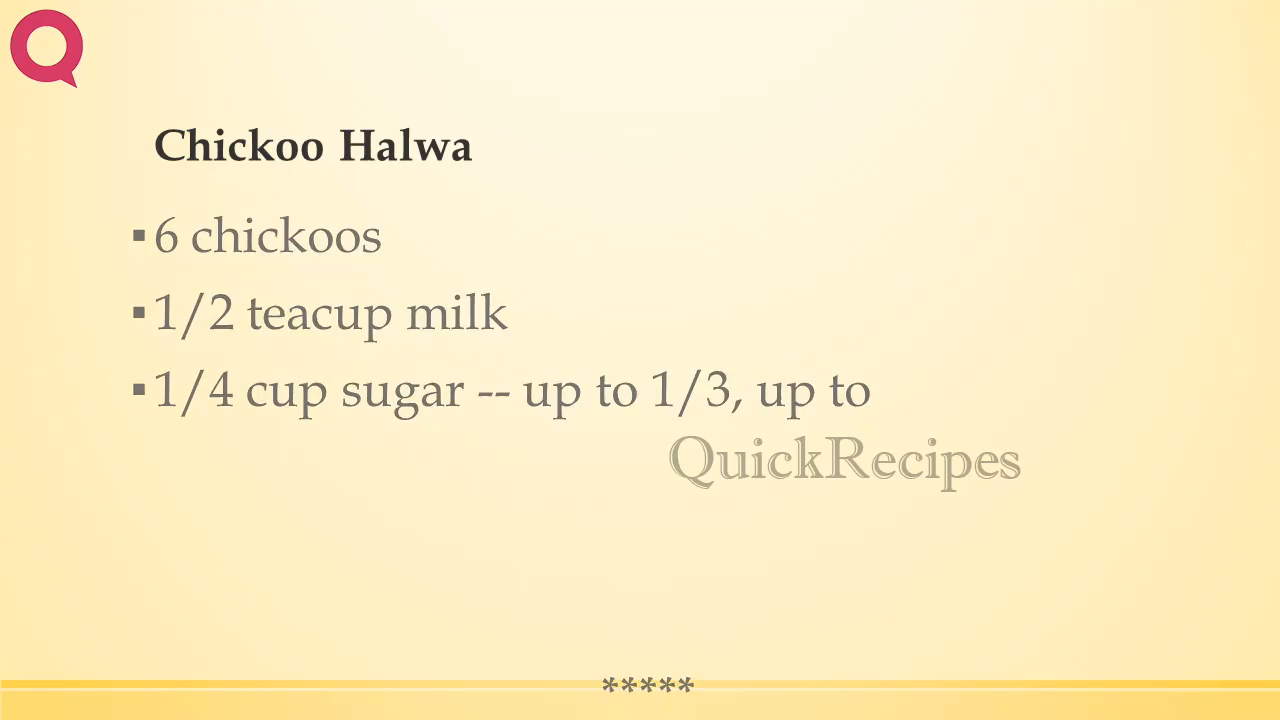 Chickoo Halwa
▪6 chickoos
▪1/2 teacup milk
▪1/4 cup sugar -- up to 1/3, up to
QuickRecipes
*****